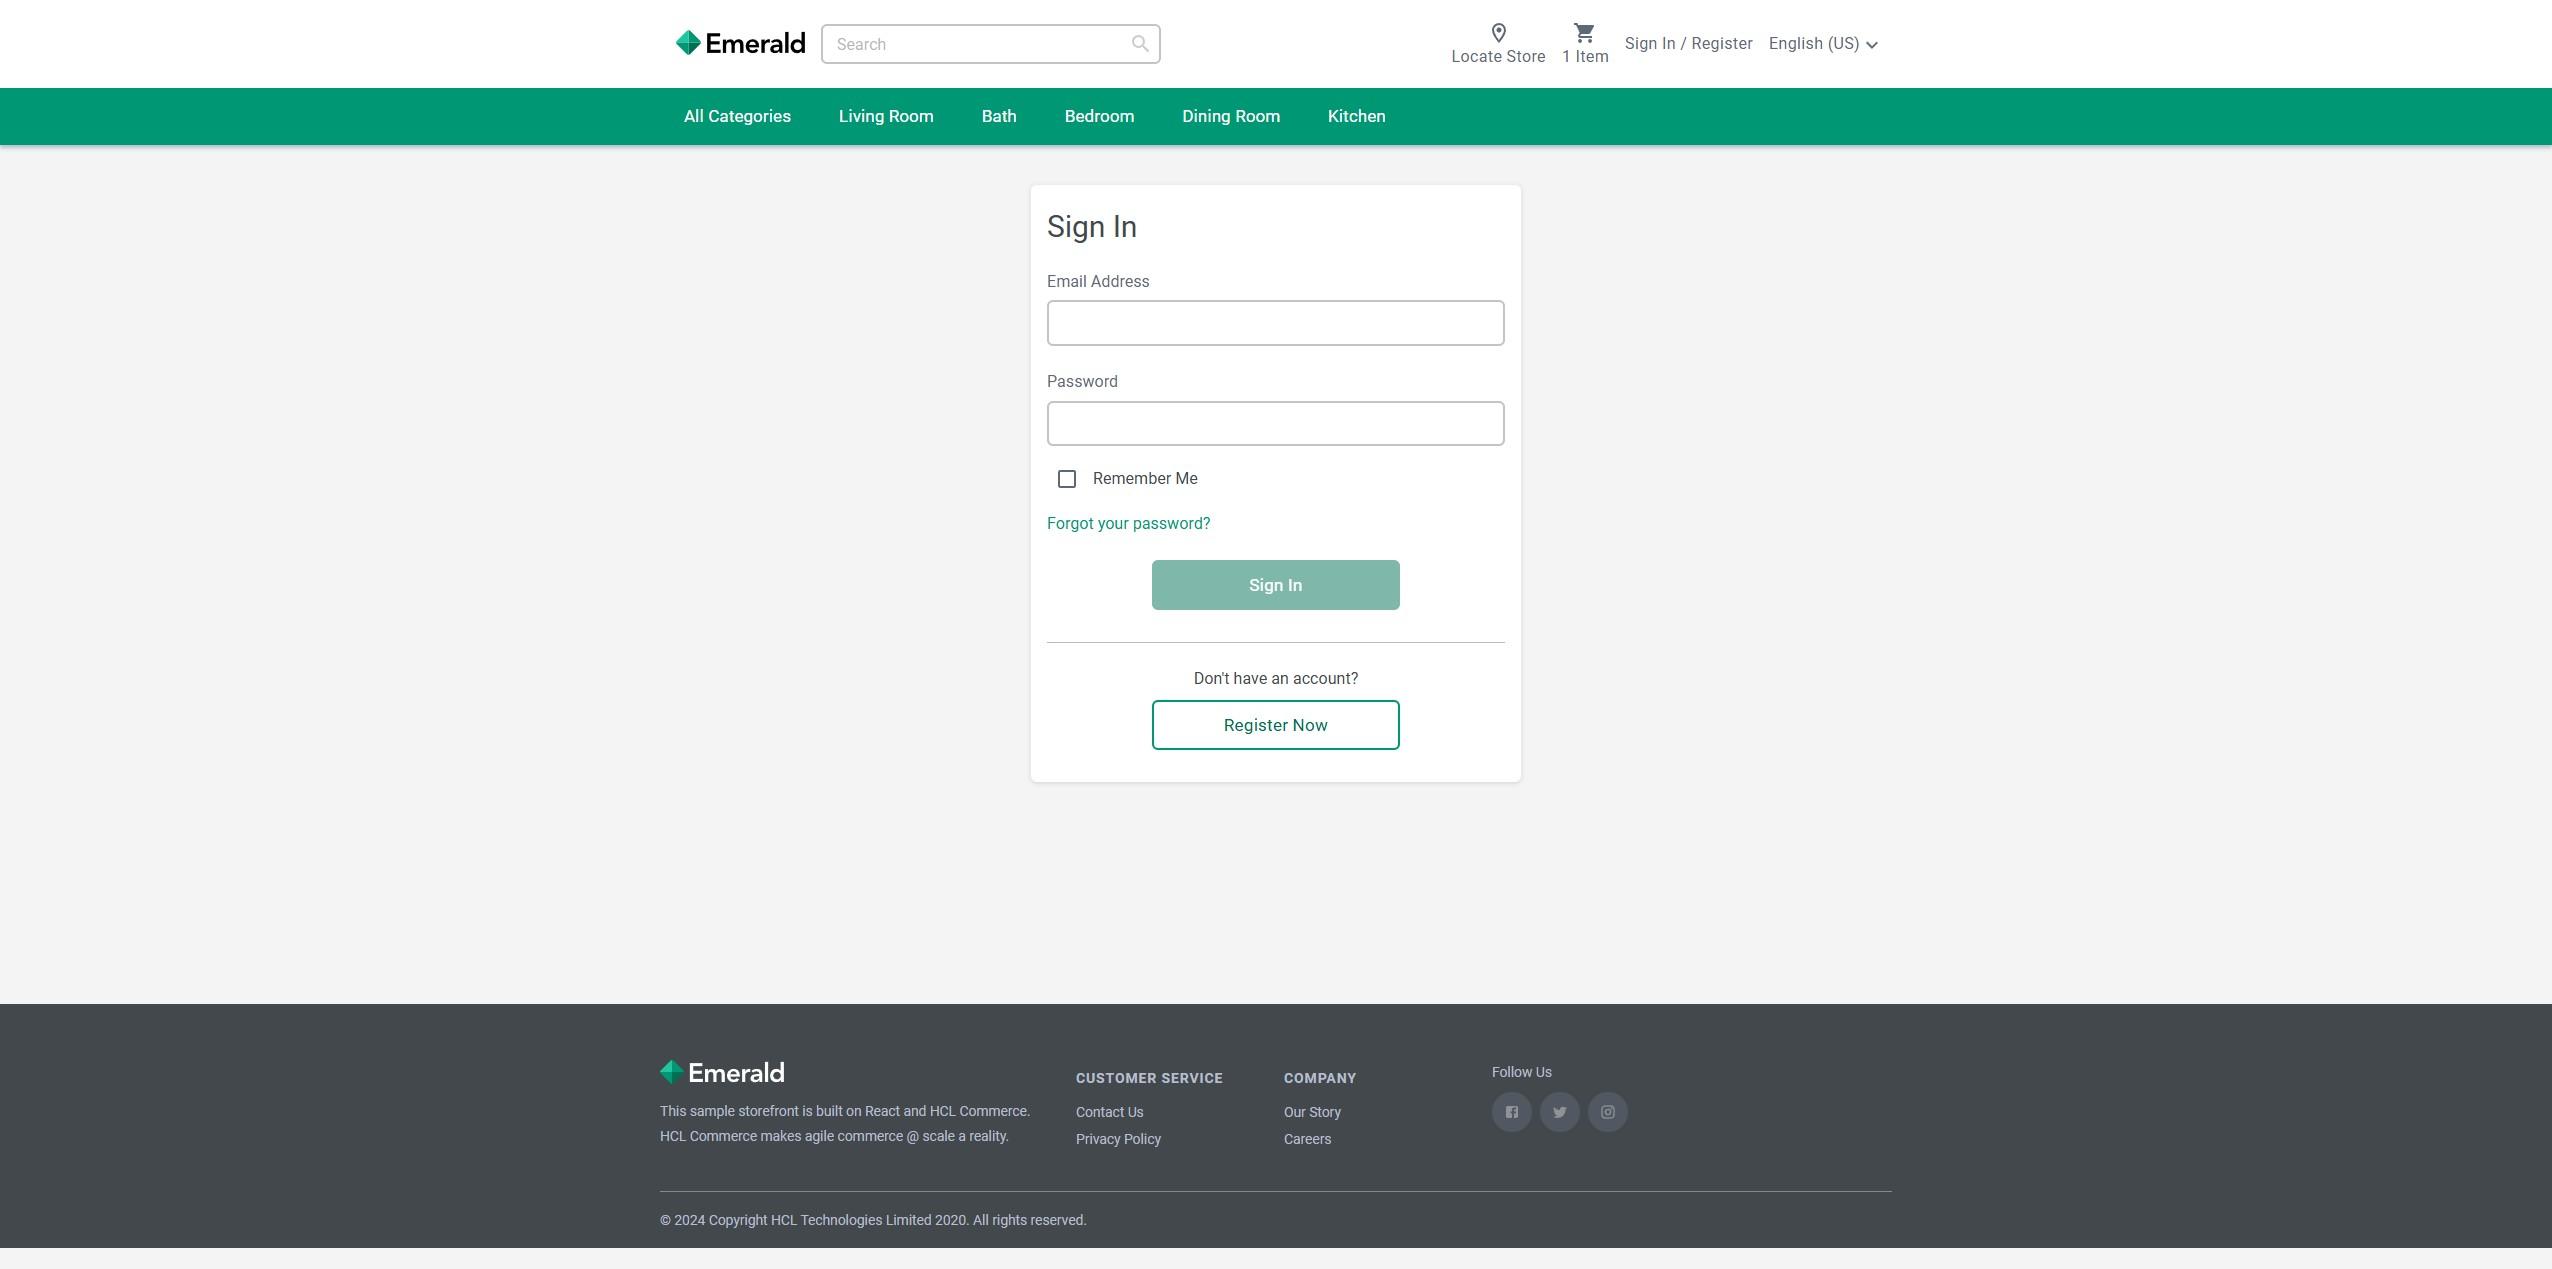 Emerald
Search
Locate Store
1 Item
Sign In / Register
English (US)
All Categories
Living Room
Bath
Bedroom
Dining Room
Kitchen
Sign In
Email Address
Password
Remember Me
Forgot your password?
Sign In
Don't have an account?
Register Now
Emerald
This sample storefront is built on React and HCL Commerce.
HCL Commerce makes agile commerce @ scale a reality.
CUSTOMER SERVICE
Contact Us
Privacy Policy
COMPANY
Our Story
Careers
Follow Us
© 2024 Copyright HCL Technologies Limited 2020. All rights reserved.